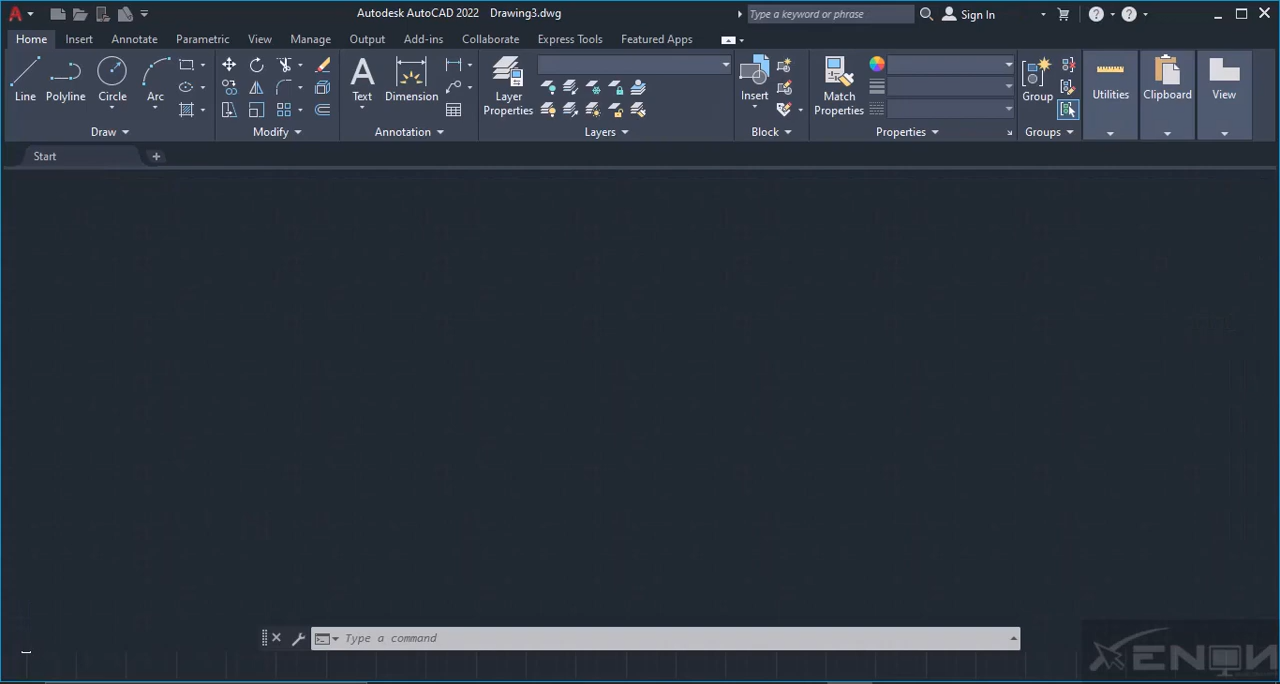 Autodesk AutoCAD 2022 Drawing3.dwg Type a keyword or phrase Sign In
Home Insert Annotate Parametric View Manage Output Add-ins Collaborate Express Tools Featured Apps
Line Polyline Circle Arc
Draw
Modify
Text Dimension
Annotation
Layer Properties
Layers
Insert
Block
Match Properties
Properties
Group
Groups
Utilities
Clipboard
View
Start
Type a command
XENON